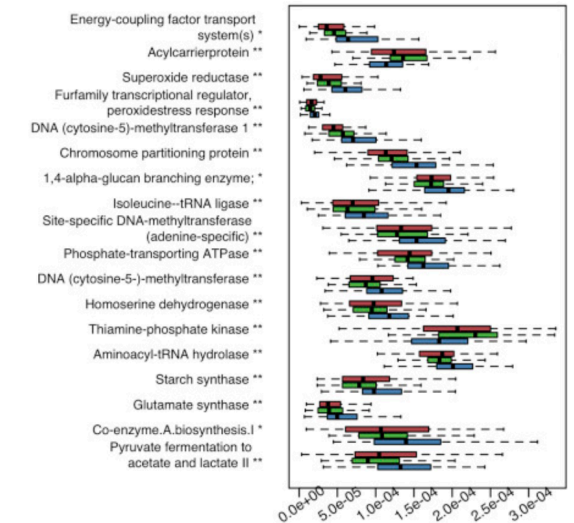 Energy-coupling factor transport
system(s) *
Acylcarrierprotein **
Superoxide reductase **
Furfamily transcriptional regulator,
peroxidestress response **
DNA (cytosine-5)-methyltransferase 1 **
Chromosome partitioning protein **
1,4-alpha-glucan branching enzyme; *
Isoleucine--tRNA ligase **
Site-specific DNA-methyltransferase
(adenine-specific) **
Phosphate-transporting ATPase **
DNA (cytosine-5-)-methyltransferase **
Homoserine dehydrogenase **
Thiamine-phosphate kinase **
Aminoacyl-tRNA hydrolase **
Starch synthase **
Glutamate synthase **
Co-enzyme.A.biosynthesis.I *
Pyruvate fermentation to
acetate and lactate II **
0.0e+00 5.0e-05 1.0e-04 1.5e-04 2.0e-04 2.5e-04 3.0e-04